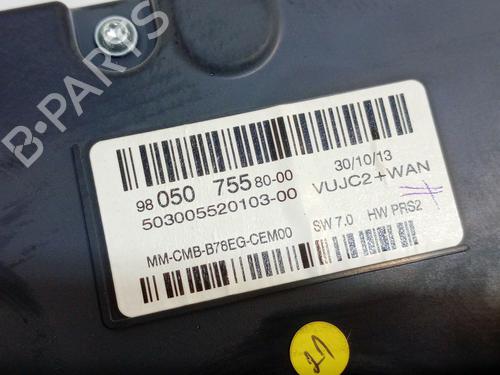 B-PARTS
98 050 755 80-00
503005520103-00
30/10/13
VUJC2+WAN
MM-CMB-B78EG-CEM00
SW 7.0 HW PRS2